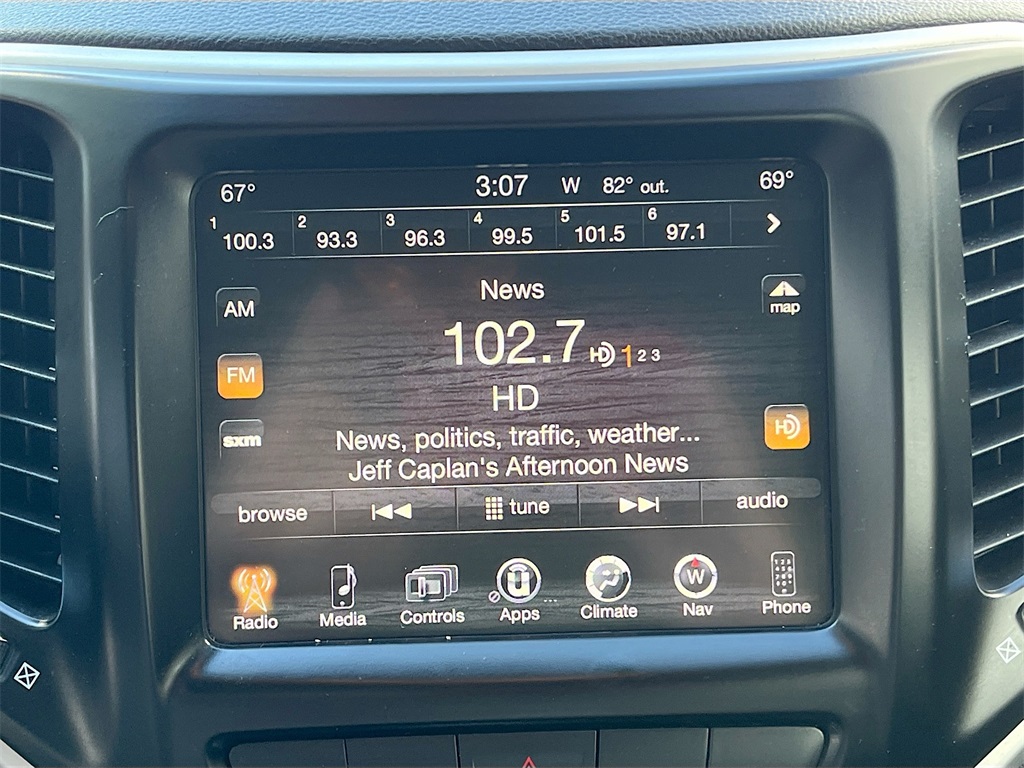 67° 3:07 W 82° out. 69°
1 100.3 2 93.3 3 96.3 4 99.5 5 101.5 6 97.1
News
AM
map
102.7 HD 1 2 3
FM
HD
HD
sxm
News, politics, traffic, weather...
Jeff Caplan's Afternoon News
browse tune audio
W
Radio Media Controls Apps Climate Nav Phone